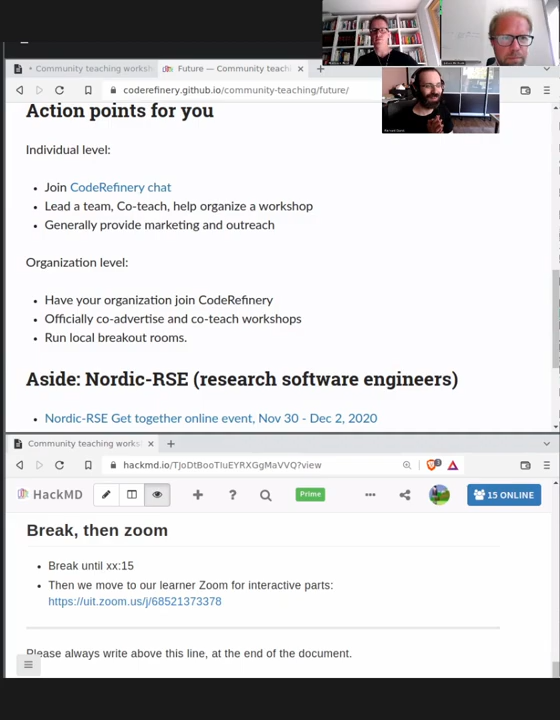 Community teaching worksh
Future — Community teachi
coderefinery.github.io/community-teaching/future/
Action points for you
Individual level:
Join CodeRefinery chat
Lead a team, Co-teach, help organize a workshop
Generally provide marketing and outreach
Organization level:
Have your organization join CodeRefinery
Officially co-advertise and co-teach workshops
Run local breakout rooms.
Aside: Nordic-RSE (research software engineers)
Nordic-RSE Get together online event, Nov 30 - Dec 2, 2020
Community teaching works
hackmd.io/TJoDtBooTIuEYRXGgMaVVQ?view
HackMD
Prime
15 ONLINE
Break, then zoom
Break until xx:15
Then we move to our learner Zoom for interactive parts:
https://uit.zoom.us/j/68521373378
Please always write above this line, at the end of the document.